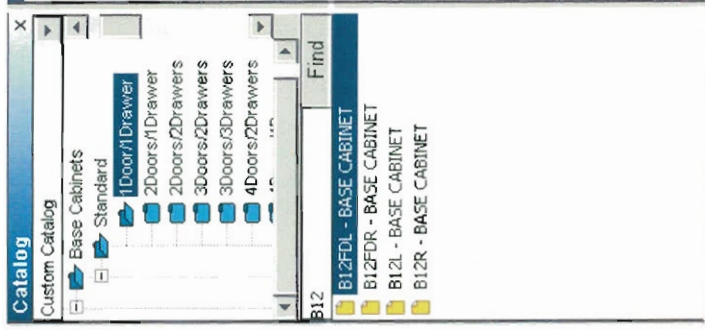 Catalog
Custom Catalog
Base Cabinets
Standard
1Door/1Drawer
2Doors/1Drawer
2Doors/2Drawers
3Doors/2Drawers
3Doors/3Drawers
4Doors/2Drawers
B12
Find
B12FDL - BASE CABINET
B12FDR - BASE CABINET
B12L - BASE CABINET
B12R - BASE CABINET